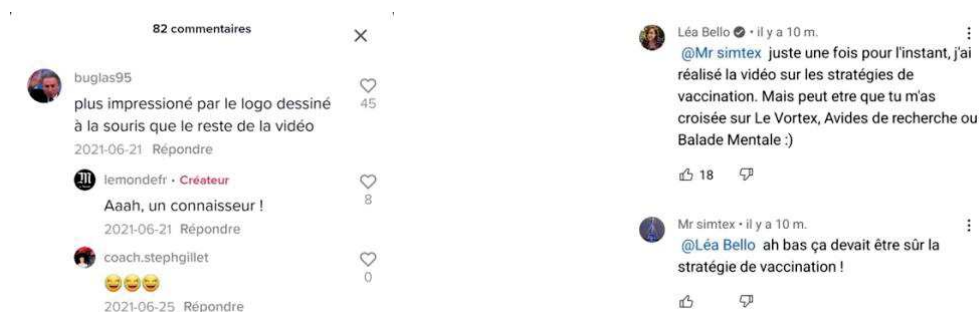 82 commentaires
buglas95
plus impressioné par le logo dessiné
à la souris que le reste de la vidéo
45
2021-06-21 Répondre
lemondefr · Créateur
Aaah, un connaisseur !
8
2021-06-21 Répondre
coach.stephgillet
0
2021-06-25 Répondre
Léa Bello • il y a 10 m.
@Mr simtex juste une fois pour l'instant, j'ai
réalisé la vidéo sur les stratégies de
vaccination. Mais peut etre que tu m'as
croisée sur Le Vortex, Avides de recherche ou
Balade Mentale :)
18
Mr simtex • il y a 10 m.
@Léa Bello ah bas ça devait être sûr la
stratégie de vaccination !